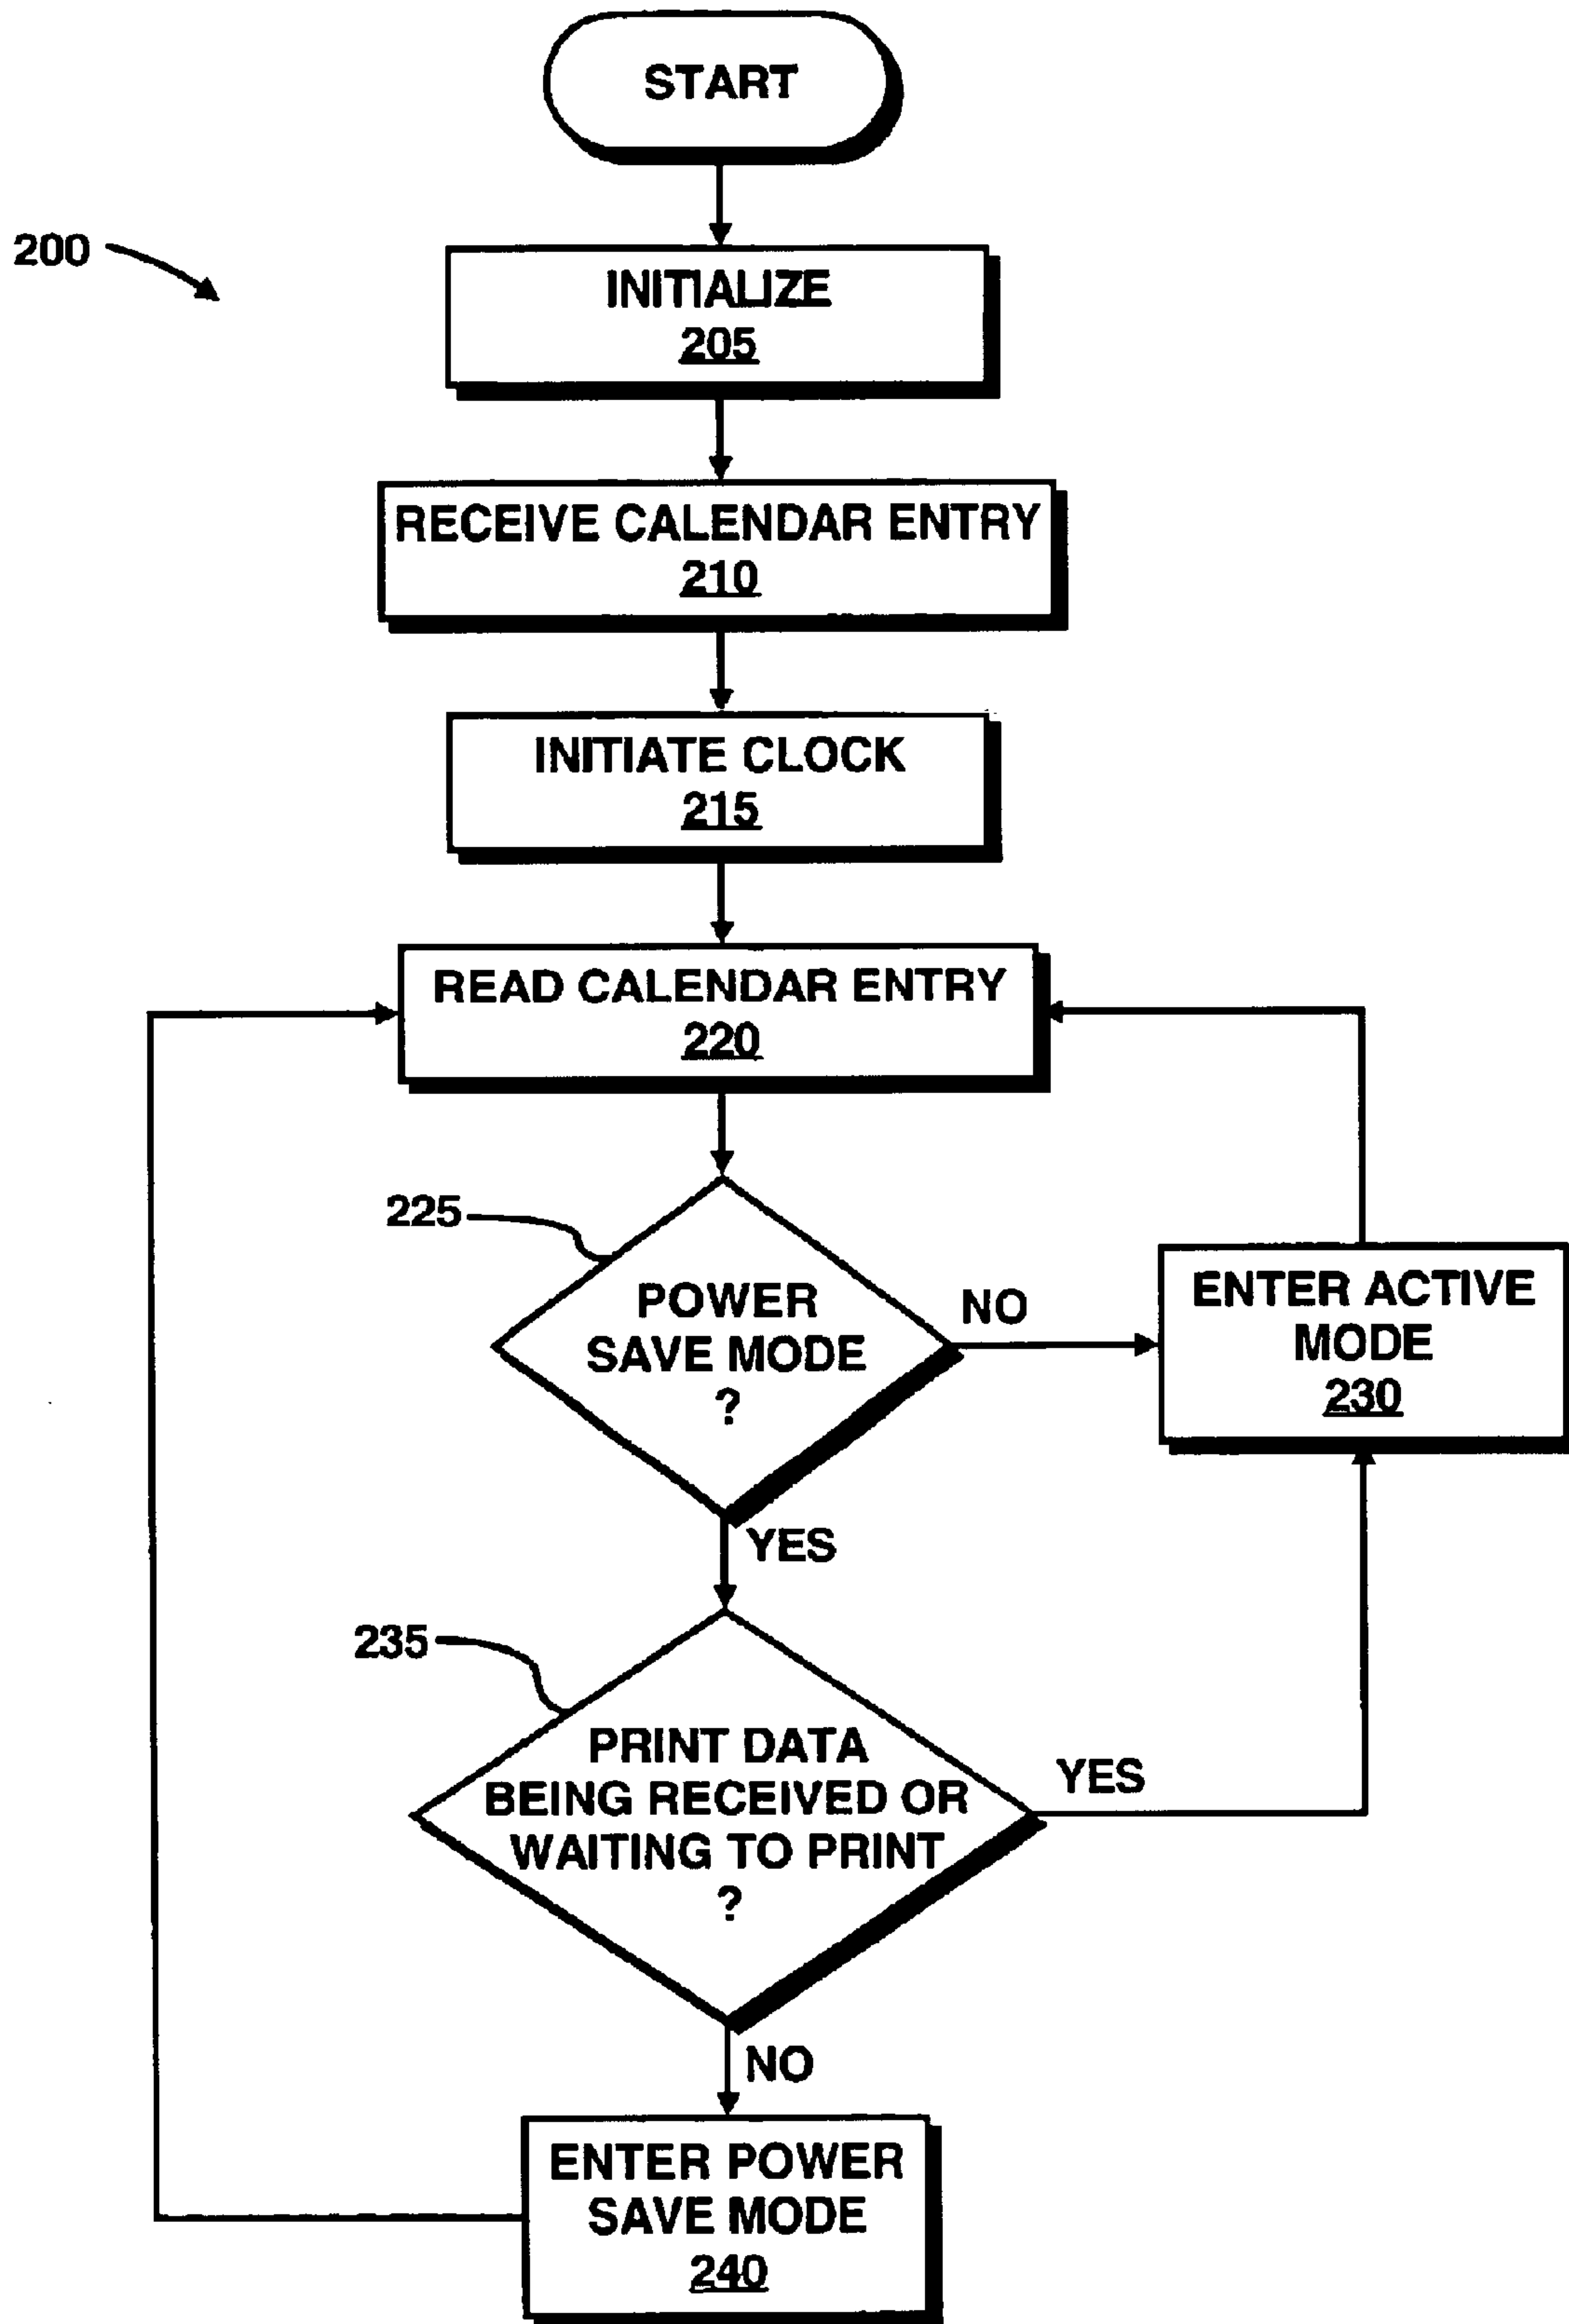 START
200
INITIALIZE
205
RECEIVE CALENDAR ENTRY
210
INITIATE CLOCK
215
READ CALENDAR ENTRY
220
225
POWER
SAVE MODE
?
NO
ENTER ACTIVE
MODE
230
YES
235
PRINT DATA
BEING RECEIVED OR
WAITING TO PRINT
?
YES
NO
ENTER POWER
SAVE MODE
240